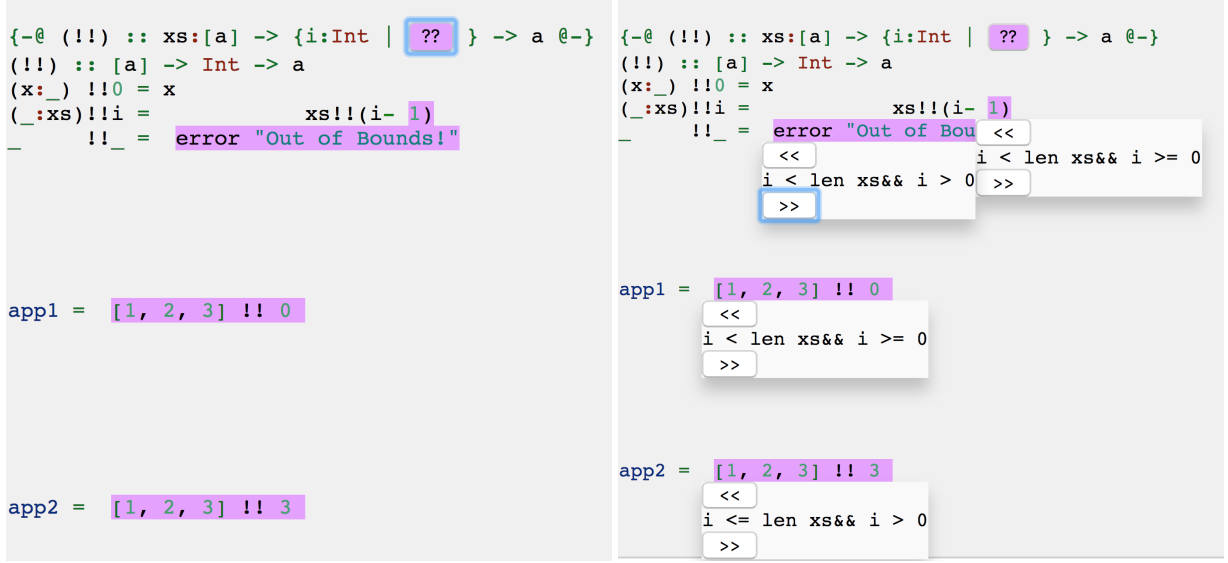 {-@ (!!) :: xs:[a] -> {i:Int | ?? } -> a @-}
(!!) :: [a] -> Int -> a
(x:_) !!0 = x
(_:xs)!!i = xs!!(i- 1)
_ !!_ = error "Out of Bounds!"
app1 = [1, 2, 3] !! 0
app2 = [1, 2, 3] !! 3
{-@ (!!) :: xs:[a] -> {i:Int | ?? } -> a @-}
(!!) :: [a] -> Int -> a
(x:_) !!0 = x
(_:xs)!!i = xs!!(i- 1)
_ !!_ = error "Out of Bou
<<
i < len xs&& i > 0
>>
<<
i < len xs&& i >= 0
>>
app1 = [1, 2, 3] !! 0
<<
i < len xs&& i >= 0
>>
app2 = [1, 2, 3] !! 3
<<
i <= len xs&& i > 0
>>